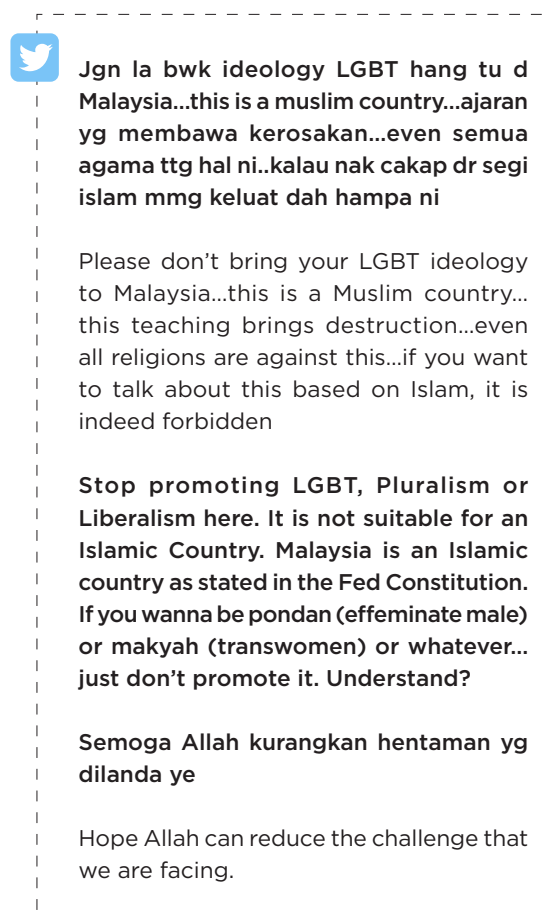 Jgn la bwk ideology LGBT hang tu d
Malaysia...this is a muslim country...ajaran
yg membawa kerosakan...even semua
agama ttg hal ni..kalau nak cakap dr segi
islam mmg keluat dah hampa ni
Please don’t bring your LGBT ideology
to Malaysia...this is a Muslim country...
this teaching brings destruction...even
all religions are against this...if you want
to talk about this based on Islam, it is
indeed forbidden
Stop promoting LGBT, Pluralism or
Liberalism here. It is not suitable for an
Islamic Country. Malaysia is an Islamic
country as stated in the Fed Constitution.
If you wanna be pondan (effeminate male)
or makyah (transwomen) or whatever...
just don’t promote it. Understand?
Semoga Allah kurangkan hentaman yg
dilanda ye
Hope Allah can reduce the challenge that
we are facing.